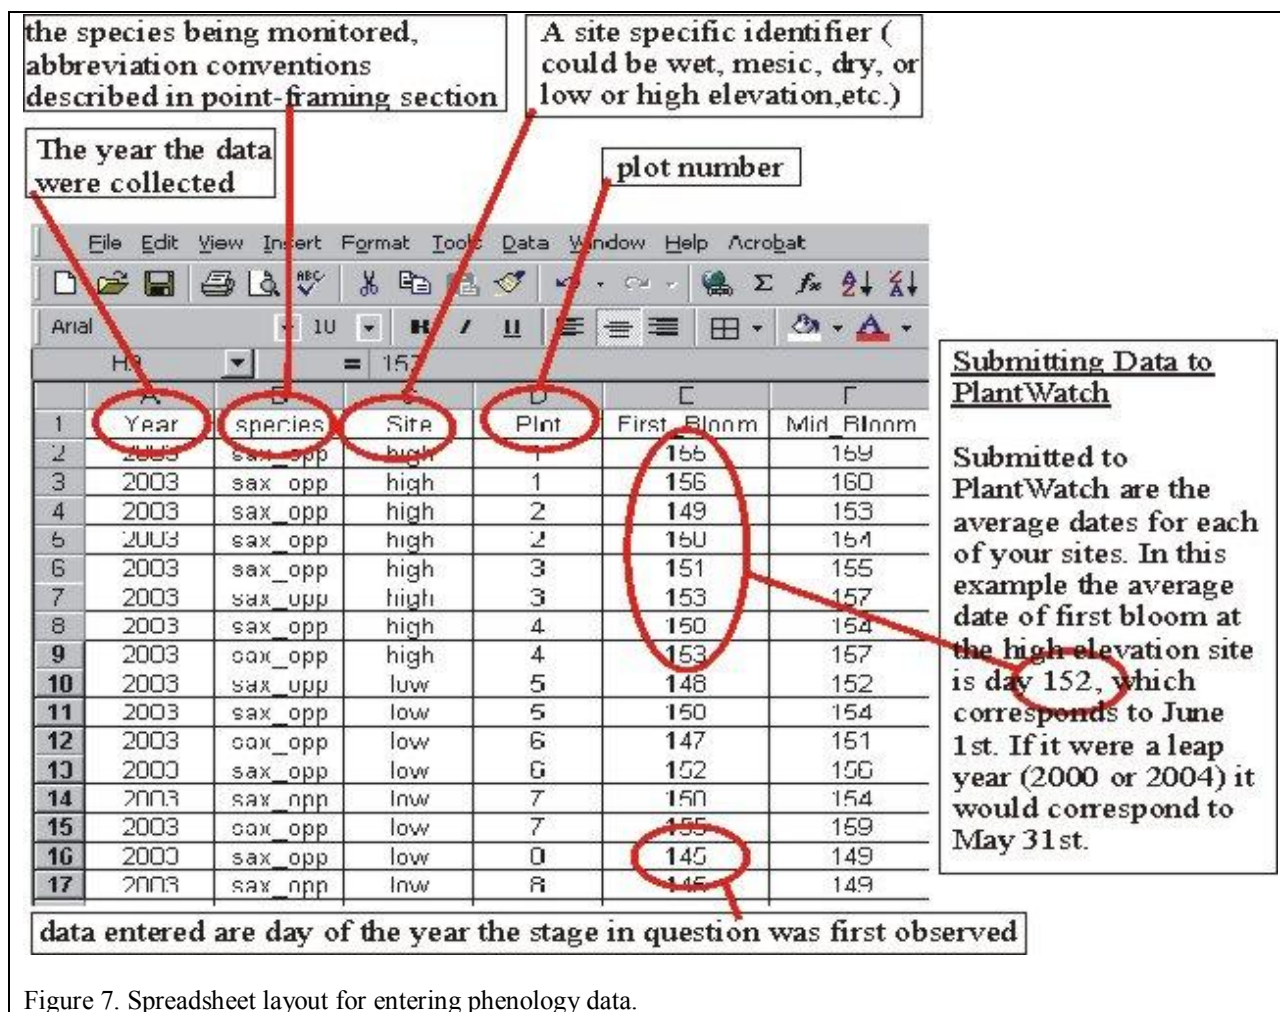 the species being monitored,
abbreviation conventions
described in point-framing section
A site specific identifier (
could be wet, mesic, dry, or
low or high elevation,etc.)
The year the data
were collected
plot number
File Edit View Insert Format Tools Data Window Help Acrobat
Arial 10
= 157
A B C D E F
1 Year species Site Plot First_Bloom Mid_Bloom
2 2003 sax_opp high 1 159
3 2003 sax_opp high 1 156 160
4 2003 sax_opp high 2 149 153
5 2003 sax_opp high 2 150 154
6 2003 sax_opp high 3 151 155
7 2003 sax_opp high 3 153 157
8 2003 sax_opp high 4 150 154
9 2003 sax_opp high 4 153 157
10 2003 sax_opp low 5 148 152
11 2003 sax_opp low 5 150 154
12 2003 sax_opp low 6 147 151
13 2003 sax_opp low 6 152 156
14 2003 sax_opp low 7 150 154
15 2003 sax_opp low 7 155 159
16 2003 sax_opp low 145 149
17 2003 sax_opp low 8 145 149
Submitting Data to
PlantWatch
Submitted to
PlantWatch are the
average dates for each
of your sites. In this
example the average
date of first bloom at
the high elevation site
is day 152, which
corresponds to June
1st. If it were a leap
year (2000 or 2004) it
would correspond to
May 31st.
data entered are day of the year the stage in question was first observed
Figure 7. Spreadsheet layout for entering phenology data.